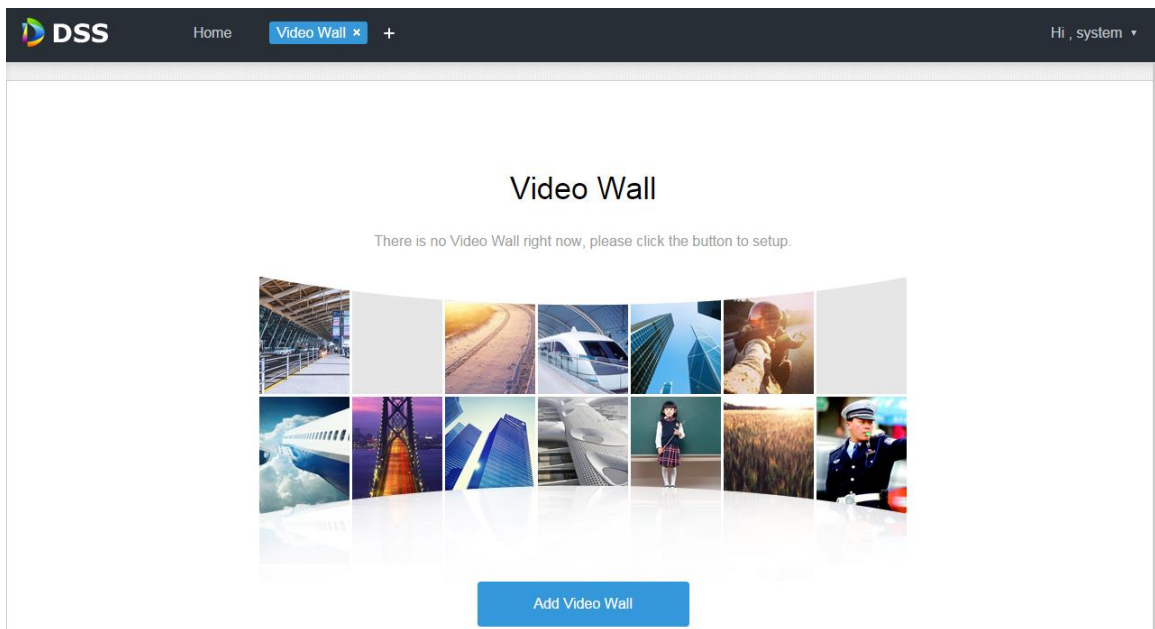 DSS Home Video Wall × + Hi , system ▾
Video Wall
There is no Video Wall right now, please click the button to setup.
Add Video Wall